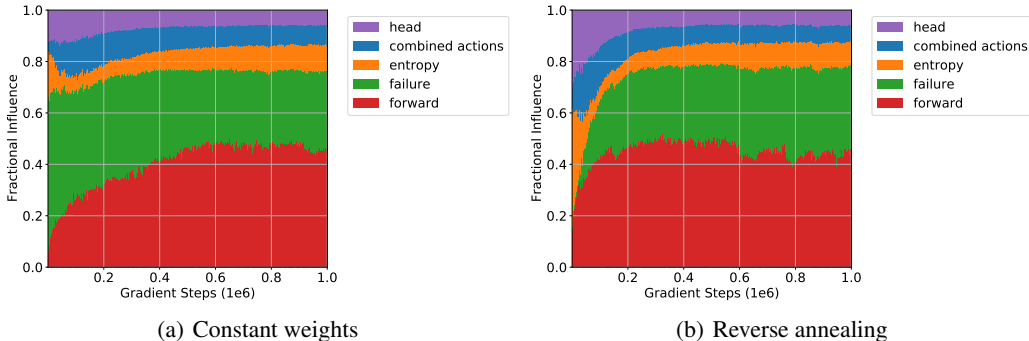 1.0
0.8
0.6
0.4
0.2
0.0
Fractional Influence
0.2 0.4 0.6 0.8 1.0
Gradient Steps (1e6)
head
combined actions
entropy
failure
forward
(a) Constant weights
1.0
0.8
0.6
0.4
0.2
0.0
Fractional Influence
0.2 0.4 0.6 0.8 1.0
Gradient Steps (1e6)
head
combined actions
entropy
failure
forward
(b) Reverse annealing